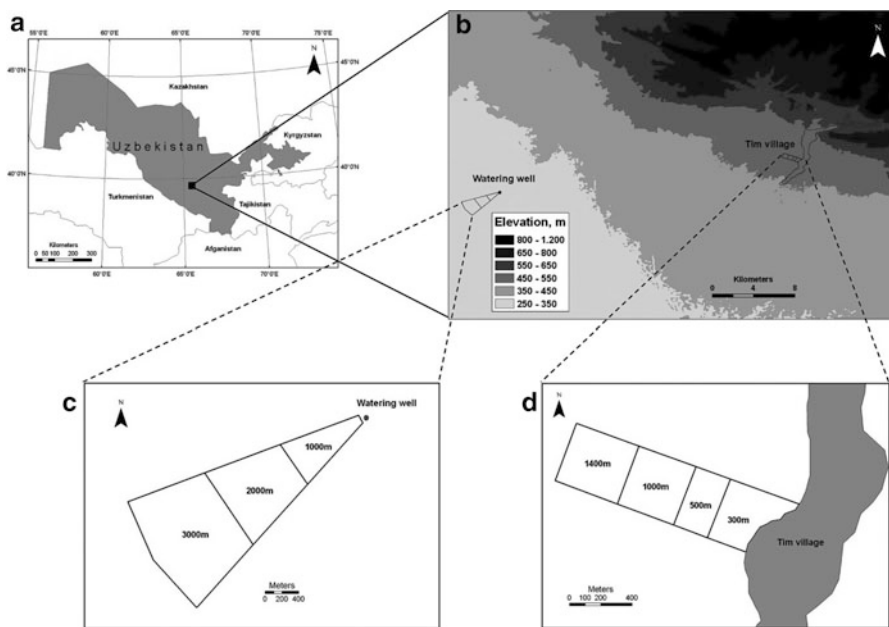 a
55°0'E 60°0'E 65°0'E 70°0'E 75°0'E
N
45°0'N 45°0'N
Kazakhstan
Uzbekistan
Kyrgyzstan
40°0'N 40°0'N
Turkmenistan
Tajikistan
Afganistan
Kilometers
0 50 100 200 300
60°0'E 65°0'E 70°0'E
b
N
Tim village
Watering well
Elevation, m
800 - 1.200
650 - 800
550 - 650
450 - 550
350 - 450
250 - 350
Kilometers
0 4 8
c
N
Watering well
1000m
2000m
3000m
Meters
0 200 400
d
N
1400m
1000m
500m
300m
Tim village
Meters
0 100 200 400